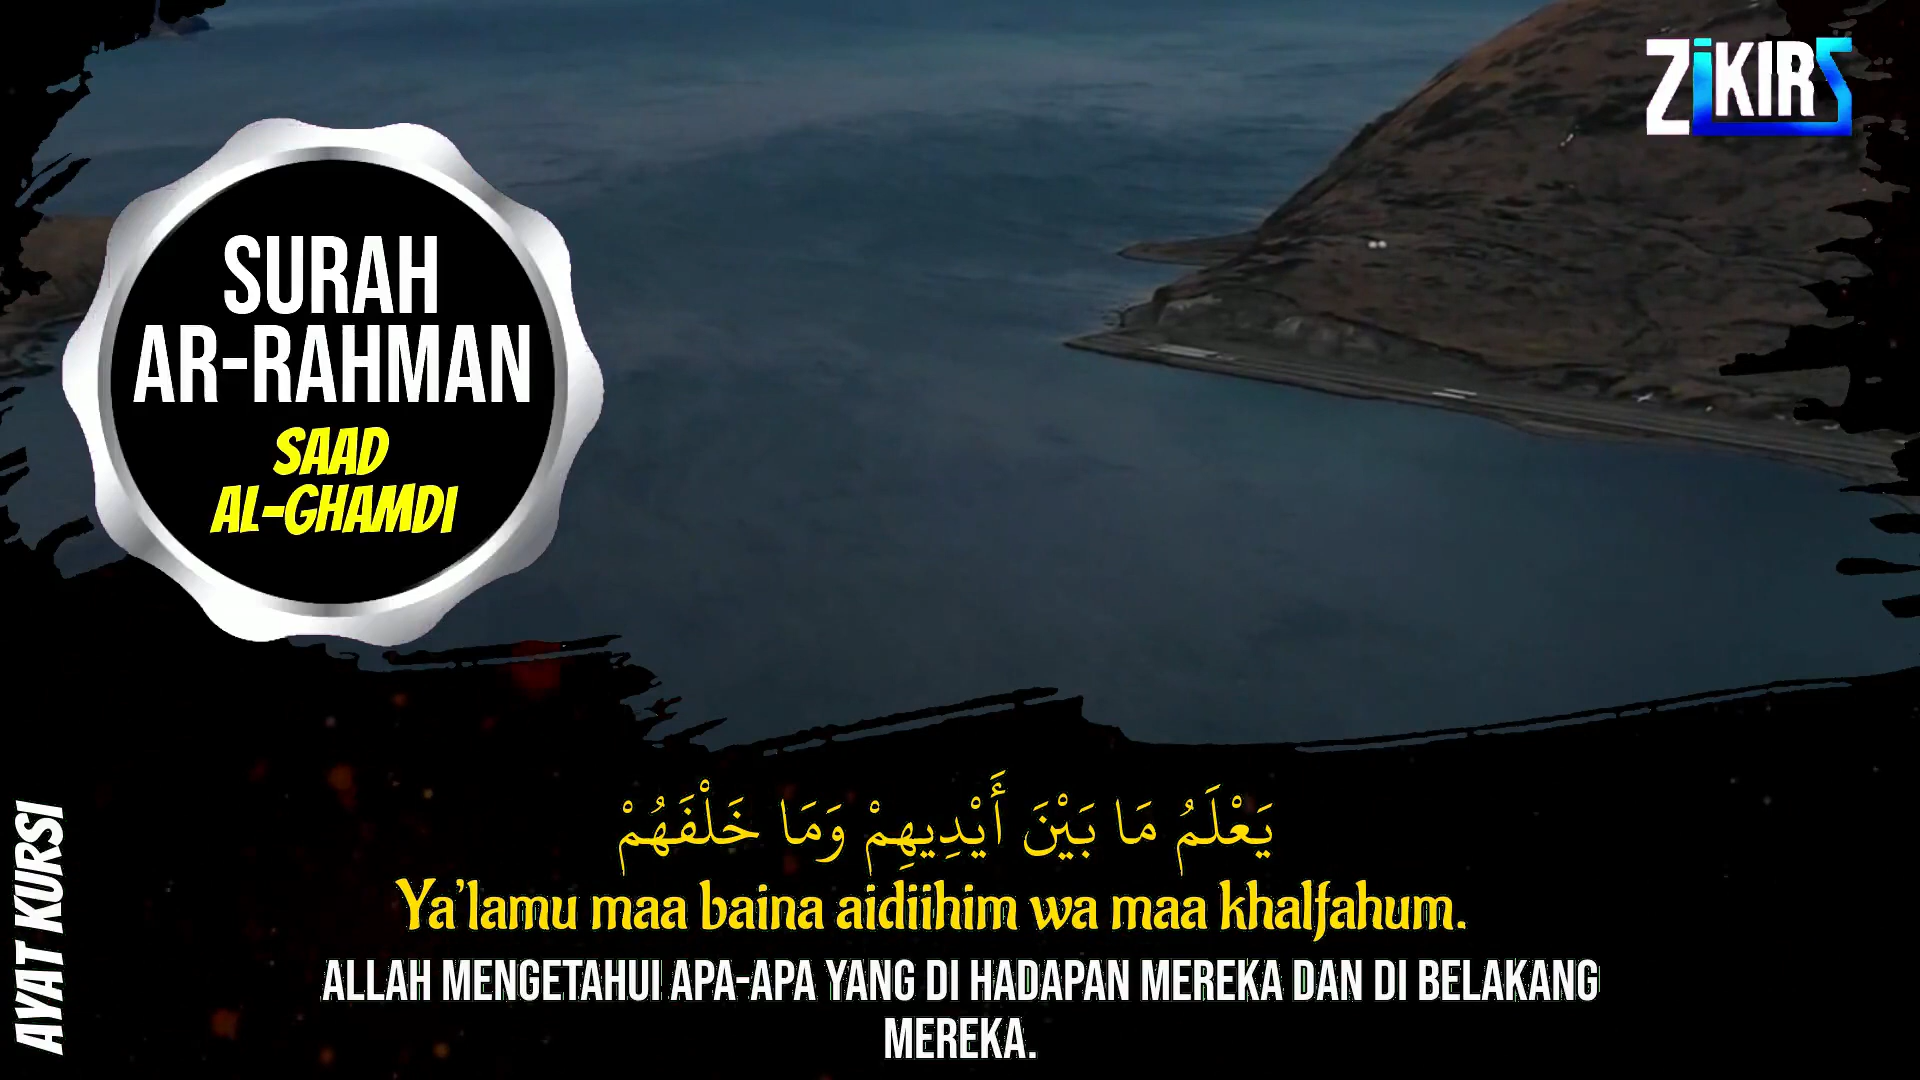 ZiKIRS
SURAH
AR-RAHMAN
SAAD
AL-GHAMDI
يَعْلَمُ مَا بَيْنَ أَيْدِيهِمْ وَمَا خَلْفَهُمْ
Ya'lamu maa baina aidiihim wa maa khalfahum.
ALLAH MENGETAHUI APA-APA YANG DI HADAPAN MEREKA DAN DI BELAKANG
MEREKA.
AYAT KURSI